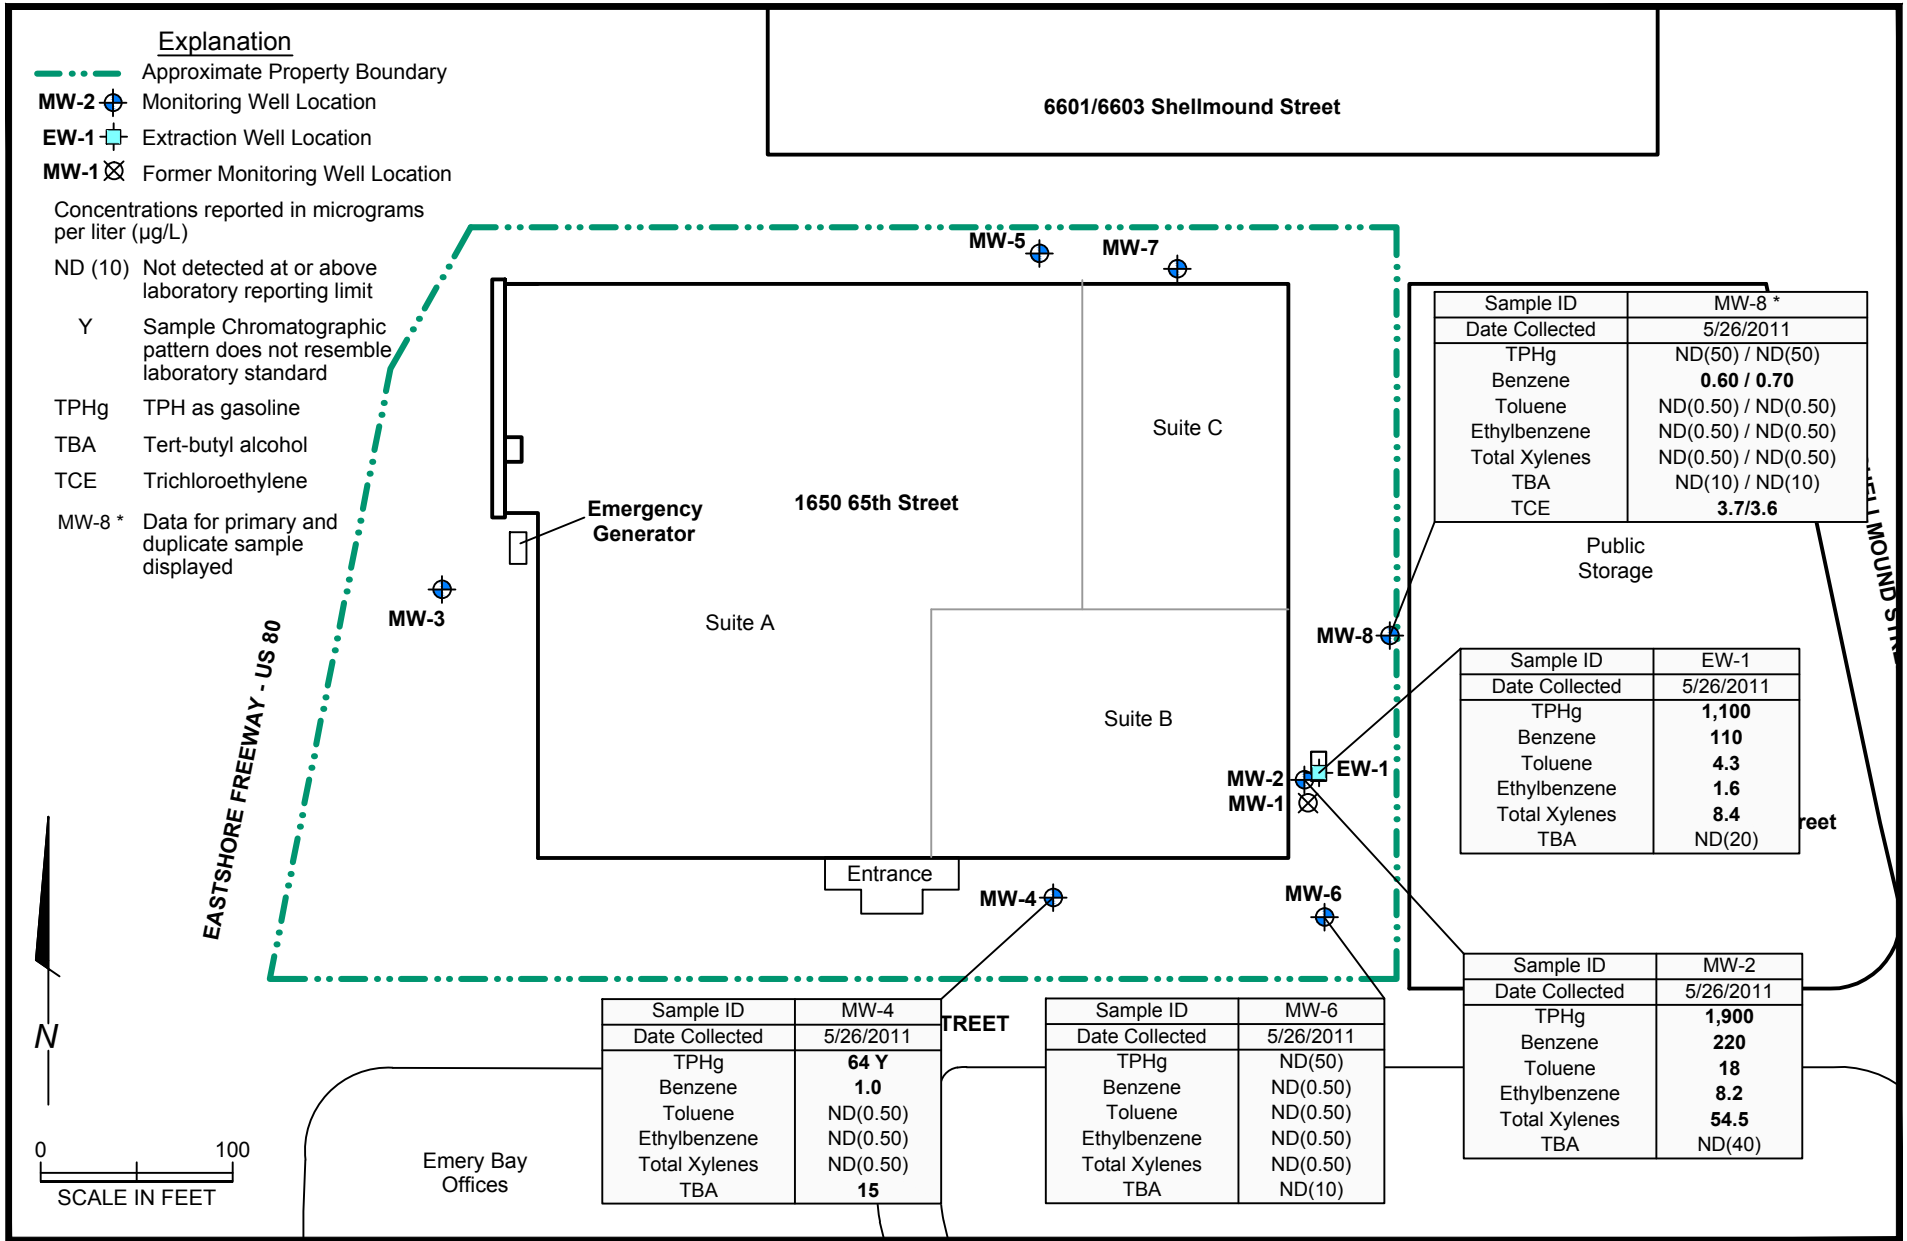 Explanation
Approximate Property Boundary
MW-2 Monitoring Well Location
EW-1 Extraction Well Location
MW-1 Former Monitoring Well Location
Concentrations reported in micrograms
per liter (µg/L)
ND (10) Not detected at or above
laboratory reporting limit
Y Sample Chromatographic
pattern does not resemble
laboratory standard
TPHg TPH as gasoline
TBA Tert-butyl alcohol
TCE Trichloroethylene
MW-8 * Data for primary and
duplicate sample
displayed
6601/6603 Shellmound Street
MW-5
MW-7
Suite C
1650 65th Street
Emergency
Generator
MW-3
Suite A
Suite B
EASTSHORE FREEWAY - US 80
MW-8
MW-2
EW-1
MW-1
Entrance
MW-4
MW-6
Sample ID MW-8 *
Date Collected 5/26/2011
TPHg ND(50) / ND(50)
Benzene 0.60 / 0.70
Toluene ND(0.50) / ND(0.50)
Ethylbenzene ND(0.50) / ND(0.50)
Total Xylenes ND(0.50) / ND(0.50)
TBA ND(10) / ND(10)
TCE 3.7/3.6
Public
Storage
Sample ID EW-1
Date Collected 5/26/2011
TPHg 1,100
Benzene 110
Toluene 4.3
Ethylbenzene 1.6
Total Xylenes 8.4
TBA ND(20)
reet
Sample ID MW-2
Date Collected 5/26/2011
TPHg 1,900
Benzene 220
Toluene 18
Ethylbenzene 8.2
Total Xylenes 54.5
TBA ND(40)
Sample ID MW-4
Date Collected 5/26/2011
TPHg 64 Y
Benzene 1.0
Toluene ND(0.50)
Ethylbenzene ND(0.50)
Total Xylenes ND(0.50)
TBA 15
TREET
Sample ID MW-6
Date Collected 5/26/2011
TPHg ND(50)
Benzene ND(0.50)
Toluene ND(0.50)
Ethylbenzene ND(0.50)
Total Xylenes ND(0.50)
TBA ND(10)
Emery Bay
Offices
N
0 100
SCALE IN FEET